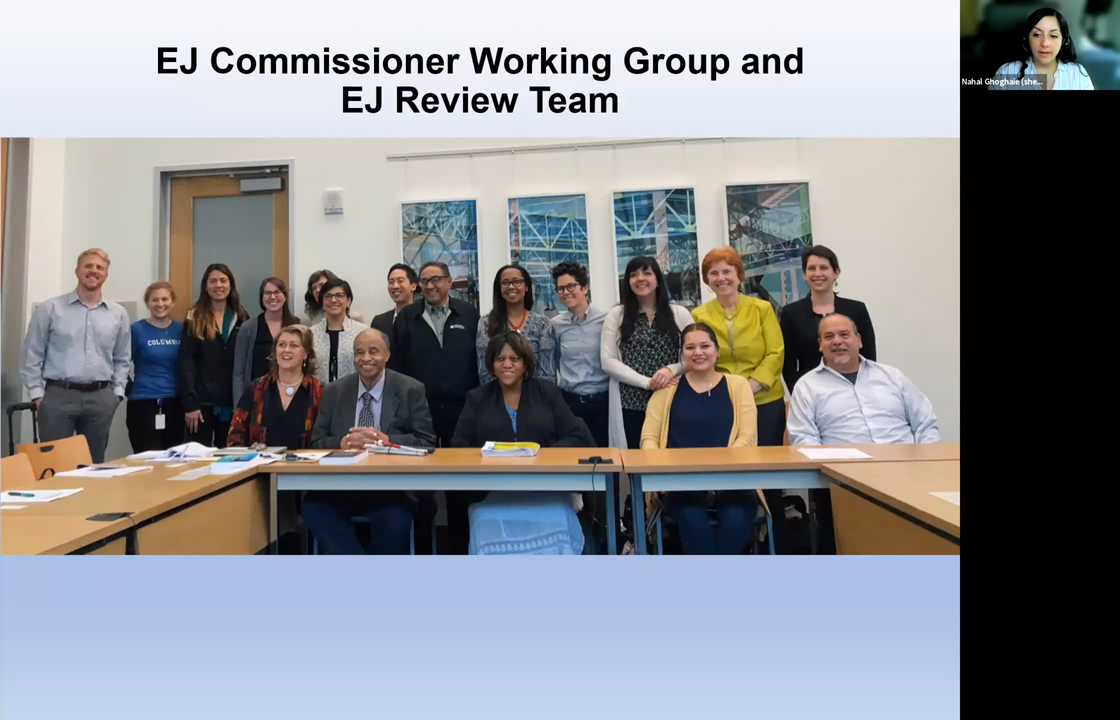 EJ Commissioner Working Group and
EJ Review Team
Nahal Ghoghaie (she...
COLUMBIA